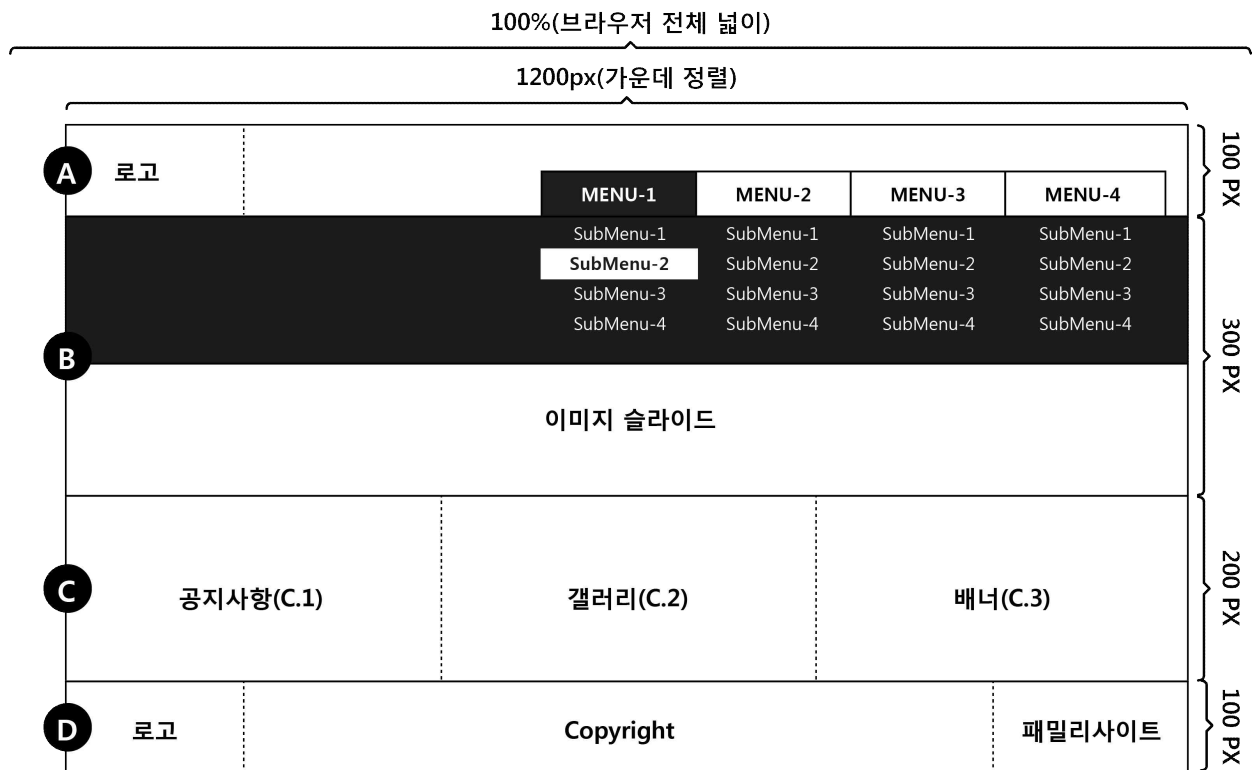 100%(브라우저 전체 넓이)
1200px(가운데 정렬)
A
로고
100 PX
MENU-1 MENU-2 MENU-3 MENU-4
SubMenu-1 SubMenu-1 SubMenu-1 SubMenu-1
SubMenu-2 SubMenu-2 SubMenu-2 SubMenu-2
SubMenu-3 SubMenu-3 SubMenu-3 SubMenu-3
SubMenu-4 SubMenu-4 SubMenu-4 SubMenu-4
B
300 PX
이미지 슬라이드
C
공지사항(C.1) 갤러리(C.2) 배너(C.3)
200 PX
D
로고 Copyright 패밀리사이트
100 PX